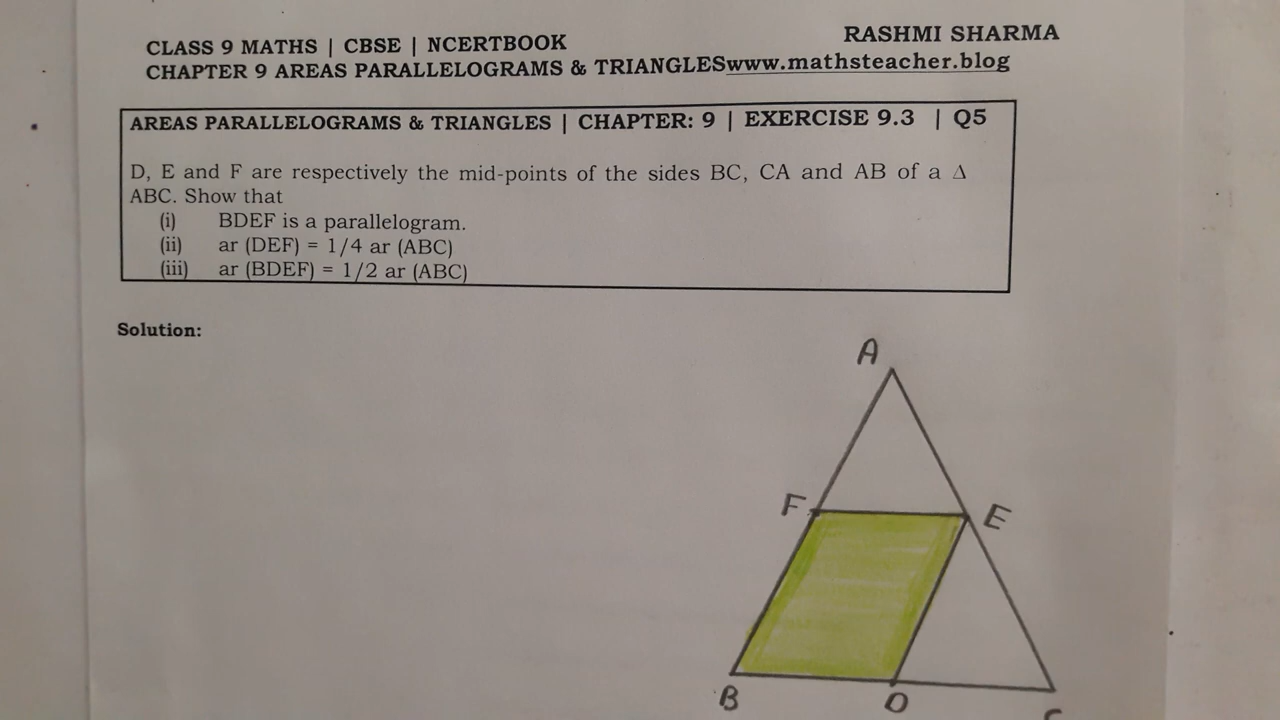 CLASS 9 MATHS | CBSE | NCERTBOOK RASHMI SHARMA
CHAPTER 9 AREAS PARALLELOGRAMS & TRIANGLESwww.mathsteacher.blog
AREAS PARALLELOGRAMS & TRIANGLES | CHAPTER: 9 | EXERCISE 9.3 | Q5
D, E and F are respectively the mid-points of the sides BC, CA and AB of a Δ
ABC. Show that
(i) BDEF is a parallelogram.
(ii) ar (DEF) = 1/4 ar (ABC)
(iii) ar (BDEF) = 1/2 ar (ABC)
Solution:
A
F E
B D